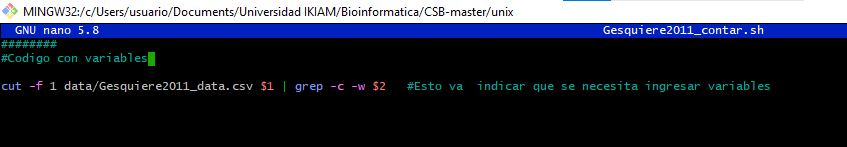 MINGW32:/c/Users/usuario/Documents/Universidad IKIAM/Bioinformatica/CSB-master/unix
GNU nano 5.8 Gesquiere2011_contar.sh
########
#Codigo con variables
cut -f 1 data/Gesquiere2011_data.csv $1 | grep -c -w $2 #Esto va indicar que se necesita ingresar variables